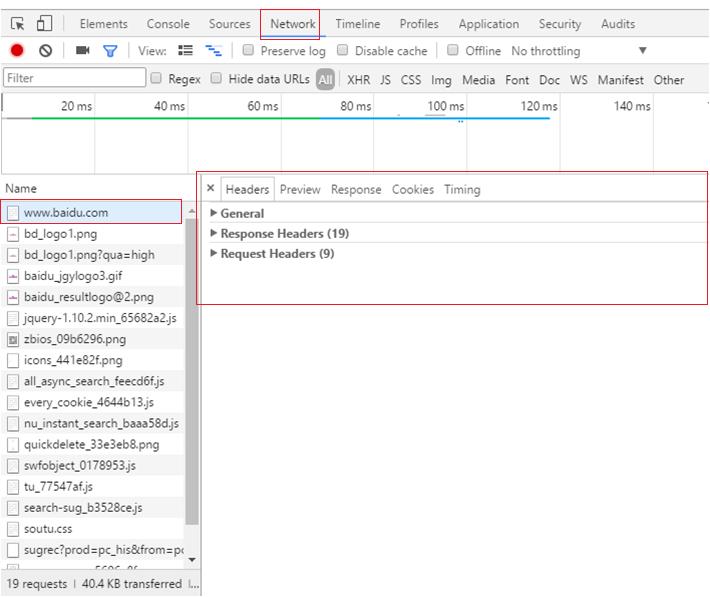 Elements Console Sources Network Timeline Profiles Application Security Audits
View: Preserve log Disable cache Offline No throttling
Filter Regex Hide data URLs All XHR JS CSS Img Media Font Doc WS Manifest Other
20 ms 40 ms 60 ms 80 ms 100 ms 120 ms 140 ms
Name
www.baidu.com
bd_logo1.png
bd_logo1.png?qua=high
baidu_jgylogo3.gif
baidu_resultlogo@2.png
jquery-1.10.2.min_65682a2.js
zbios_09b6296.png
icons_441e82f.png
all_async_search_feecd6f.js
every_cookie_4644b13.js
nu_instant_search_baaa58d.js
quickdelete_33e3eb8.png
swfobject_0178953.js
tu_77547af.js
search-sug_b3528ce.js
soutu.css
sugrec?prod=pc_his&from=pc
19 requests | 40.4 KB transferred |...
× Headers Preview Response Cookies Timing
General
Response Headers (19)
Request Headers (9)